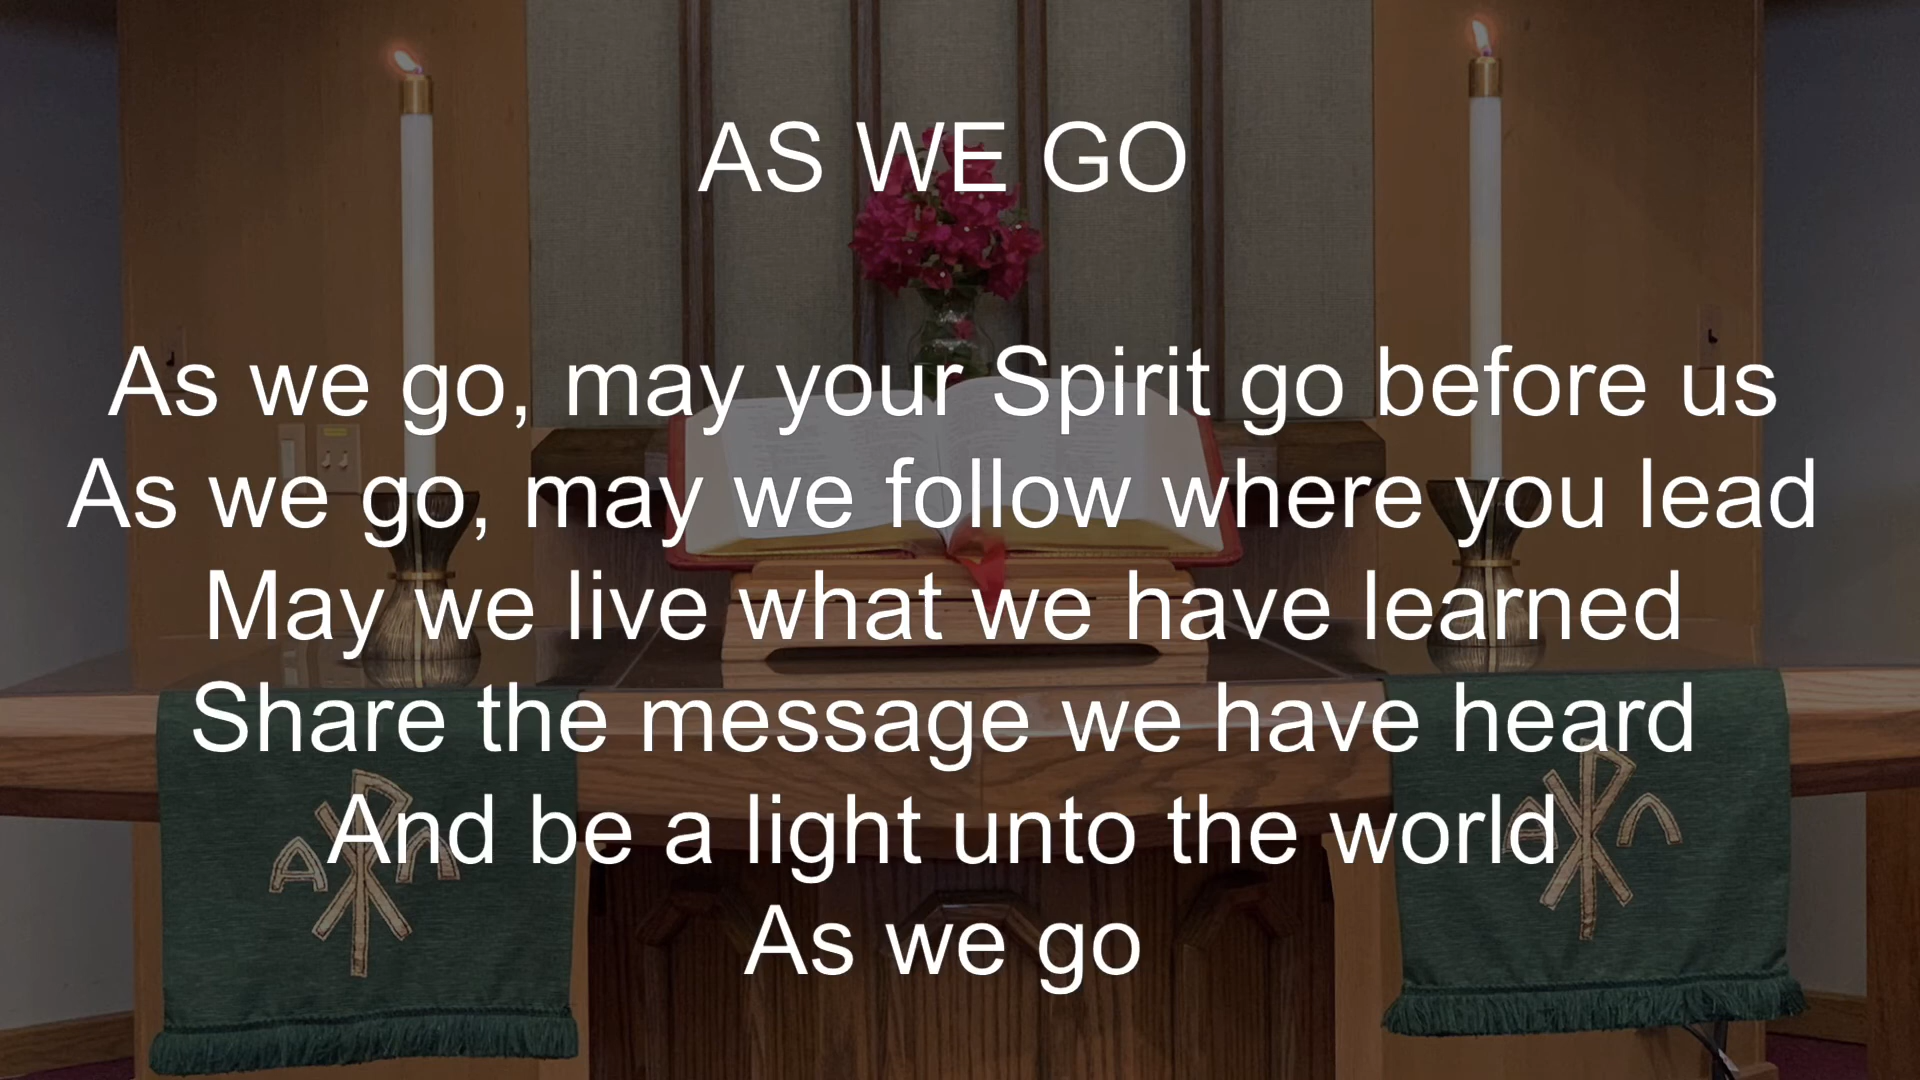 AS WE GO
As we go, may your Spirit go before us
As we go, may we follow where you lead
May we live what we have learned
Share the message we have heard
And be a light unto the world
As we go